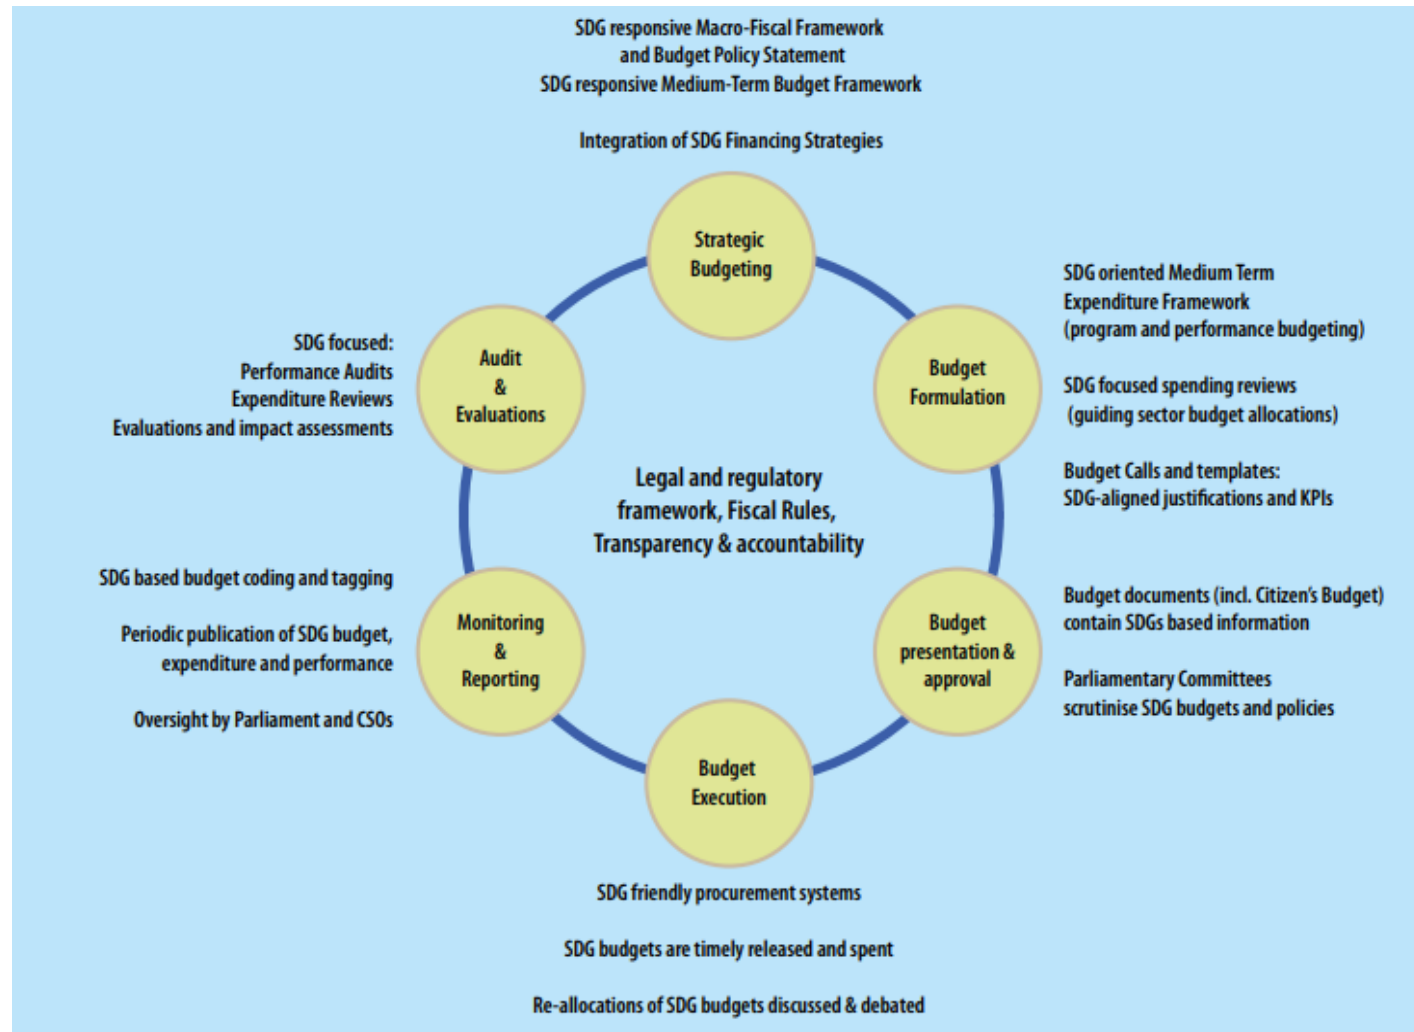 SDG responsive Macro-Fiscal Framework
and Budget Policy Statement
SDG responsive Medium-Term Budget Framework
Integration of SDG Financing Strategies
Strategic
Budgeting
SDG oriented Medium Term
Expenditure Framework
(program and performance budgeting)
SDG focused spending reviews
(guiding sector budget allocations)
Budget Calls and templates:
SDG-aligned justifications and KPIs
Budget
Formulation
SDG focused:
Performance Audits
Expenditure Reviews
Evaluations and impact assessments
Audit
&
Evaluations
Legal and regulatory
framework, Fiscal Rules,
Transparency & accountability
SDG based budget coding and tagging
Periodic publication of SDG budget,
expenditure and performance
Oversight by Parliament and CSOs
Monitoring
&
Reporting
Budget
presentation &
approval
Budget documents (incl. Citizen's Budget)
contain SDGs based information
Parliamentary Committees
scrutinise SDG budgets and policies
Budget
Execution
SDG friendly procurement systems
SDG budgets are timely released and spent
Re-allocations of SDG budgets discussed & debated